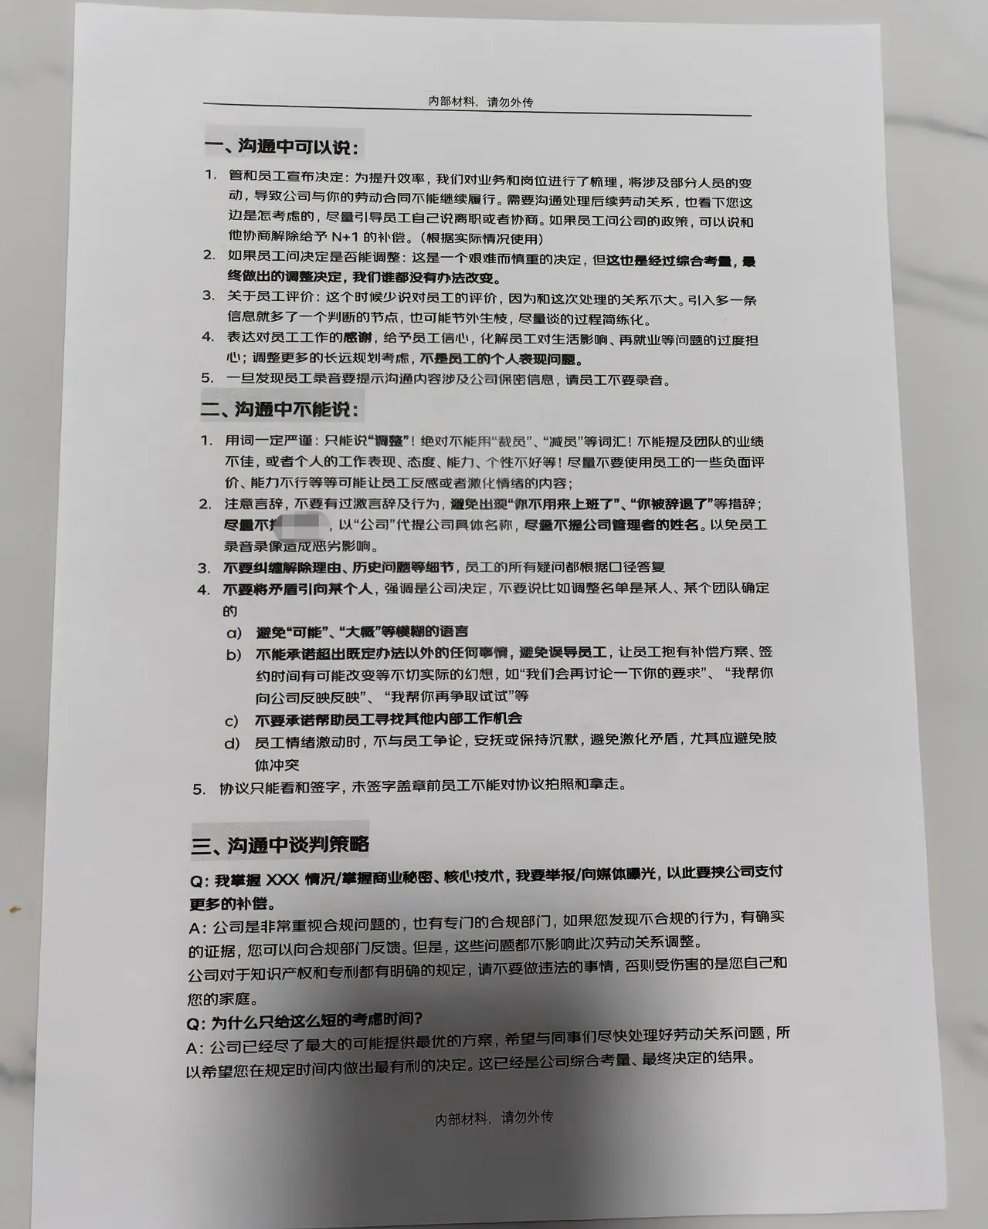 内部材料，请勿外传
一、沟通中可以说：
1. 管和员工宣布决定：为提升效率，我们对业务和岗位进行了梳理，将涉及部分人员的变
动，导致公司与你的劳动合同不能继续履行。需要沟通处理后续劳动关系，也看下您这
边是怎考虑的，尽量引导员工自己说离职或者协商。如果员工问公司的政策，可以说和
他协商解除给予 N+1 的补偿。（根据实际情况使用）
2. 如果员工问决定是否能调整：这是一个艰难而慎重的决定，但这也是经过综合考量，最
终做出的调整决定，我们谁都没有办法改变。
3. 关于员工评价：这个时候少说对员工的评价，因为和这次处理的关系不大。引入多一条
信息就多了一个判断的节点，也可能节外生枝，尽量谈的过程简练化。
4. 表达对员工工作的感谢，给予员工信心，化解员工对生活影响、再就业等问题的过度担
心；调整更多的长远规划考虑，不是员工的个人表现问题。
5. 一旦发现员工录音要提示沟通内容涉及公司保密信息，请员工不要录音。
二、沟通中不能说：
1. 用词一定严谨：只能说“调整”！绝对不能用“裁员”、“减员”等词汇！不能提及团队的业绩
不佳，或者个人的工作表现、态度、能力、个性不好等！尽量不要使用员工的一些负面评
价、能力不行等等可能让员工反感或者激化情绪的内容；
2. 注意言辞，不要有过激言辞及行为，避免出现“你不用来上班了”、“你被辞退了”等措辞；
尽量不，以“公司”代提公司具体名称，尽量不提公司管理者的姓名。以免员工
录音录像造成恶劣影响。
3. 不要纠缠解除理由、历史问题等细节，员工的所有疑问都根据口径答复
4. 不要将矛盾引向某个人，强调是公司决定，不要说比如调整名单是某人、某个团队确定
的
a) 避免“可能”、“大概”等模糊的语言
b) 不能承诺超出既定办法以外的任何事情，避免误导员工，让员工抱有补偿方案、签
约时间有可能改变等不切实际的幻想，如“我们会再讨论一下你的要求”、“我帮你
向公司反映反映”、“我帮你再争取试试”等
c) 不要承诺帮助员工寻找其他内部工作机会
d) 员工情绪激动时，不与员工争论，安抚或保持沉默，避免激化矛盾，尤其应避免肢
体冲突
5. 协议只能看和签字，未签字盖章前员工不能对协议拍照和拿走。
三、沟通中谈判策略
Q：我掌握 XXX 情况/掌握商业秘密、核心技术，我要举报/向媒体曝光，以此要挟公司支付
更多的补偿。
A：公司是非常重视合规问题的，也有专门的合规部门，如果您发现不合规的行为，有确实
的证据，您可以向合规部门反馈。但是，这些问题都不影响此次劳动关系调整。
公司对于知识产权和专利都有明确的规定，请不要做违法的事情，否则受伤害的是您自己和
您的家庭。
Q：为什么只给这么短的考虑时间？
A：公司已经尽了最大的可能提供最优的方案，希望与同事们尽快处理好劳动关系问题，所
以希望您在规定时间内做出最有利的决定。这已经是公司综合考量、最终决定的结果。
内部材料，请勿外传